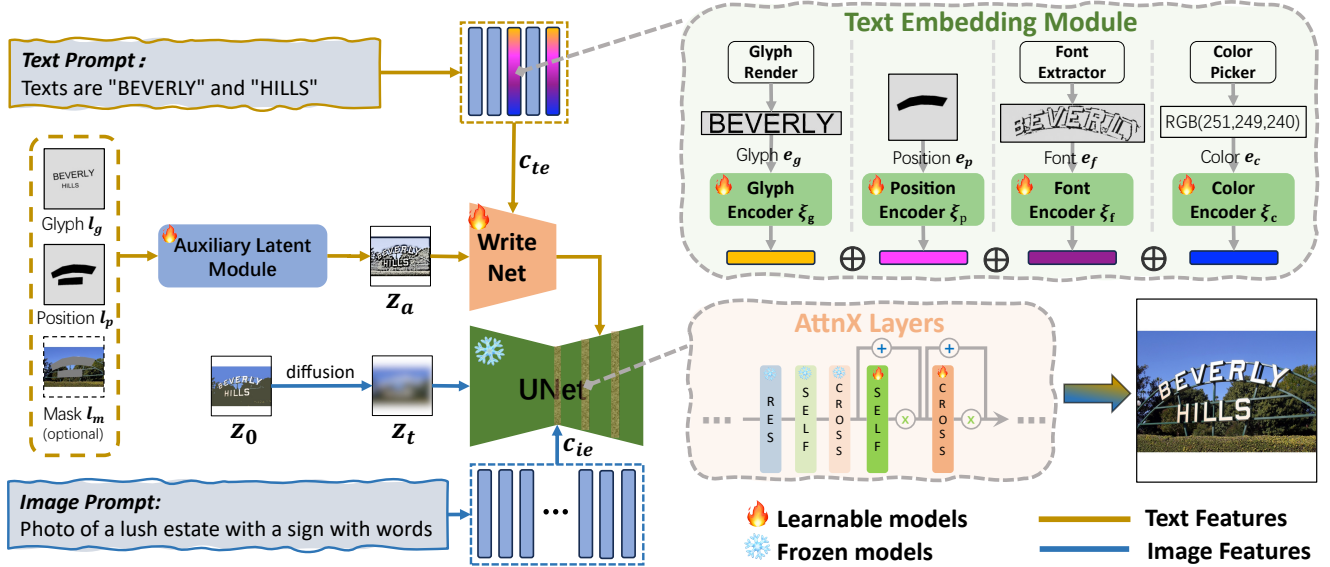 Text Prompt :
Texts are "BEVERLY" and "HILLS"
c_te
Text Embedding Module
Glyph Render
Font Extractor
Color Picker
BEVERLY
BEVERLY
RGB(251,249,240)
Glyph e_g
Position e_p
Font e_f
Color e_c
Glyph Encoder ξ_g
Position Encoder ξ_p
Font Encoder ξ_f
Color Encoder ξ_c
BEVERLY
HILLS
Glyph l_g
Position l_p
Mask l_m
(optional)
Auxiliary Latent
Module
BEVERLY
HILLS
z_a
Write
Net
BEVERLY
HILLS
z_0
diffusion
z_t
UNet
c_ie
AttnX Layers
RES
SELF
CROSS
SELF
CROSS
+
+
x
x
BEVERLY
HILLS
Image Prompt:
Photo of a lush estate with a sign with words
Learnable models
Frozen models
Text Features
Image Features